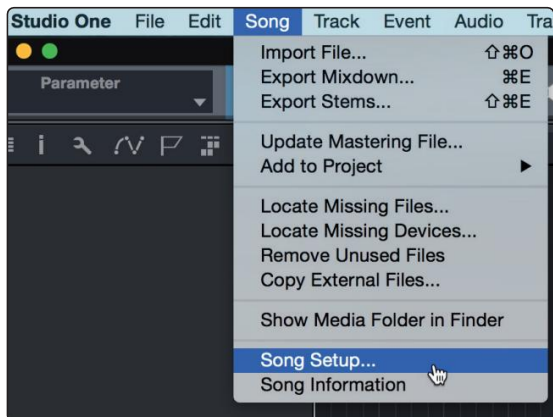 Studio One File Edit Song Track Event Audio Tra
Parameter
Import File... ⇧⌘O
Export Mixdown... ⌘E
Export Stems... ⇧⌘E
Update Mastering File...
Add to Project ▶
Locate Missing Files...
Locate Missing Devices...
Remove Unused Files
Copy External Files...
Show Media Folder in Finder
Song Setup...
Song Information